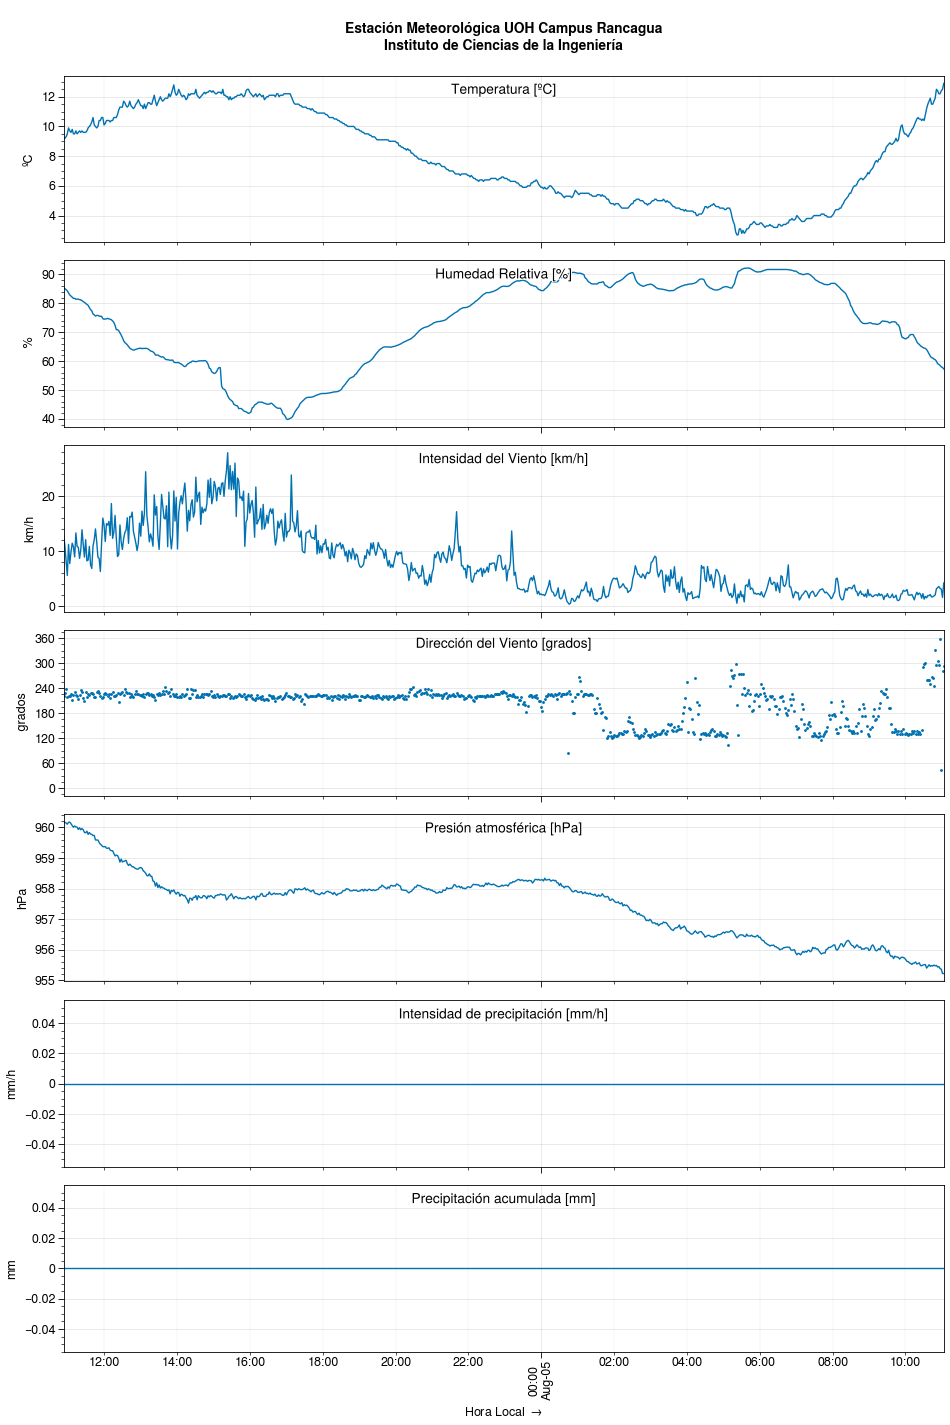 Estación Meteorológica UOH Campus Rancagua
Instituto de Ciencias de la Ingeniería
Temperatura [ºC]
ºC
12
10
8
6
4
Humedad Relativa [%]
%
90
80
70
60
50
40
Intensidad del Viento [km/h]
km/h
20
10
0
Dirección del Viento [grados]
grados
360
300
240
180
120
60
0
Presión atmosférica [hPa]
hPa
960
959
958
957
956
955
Intensidad de precipitación [mm/h]
mm/h
0.04
0.02
0
−0.02
−0.04
Precipitación acumulada [mm]
mm
0.04
0.02
0
−0.02
−0.04
12:00 14:00 16:00 18:00 20:00 22:00 00:00 02:00 04:00 06:00 08:00 10:00
Aug-05
Hora Local →